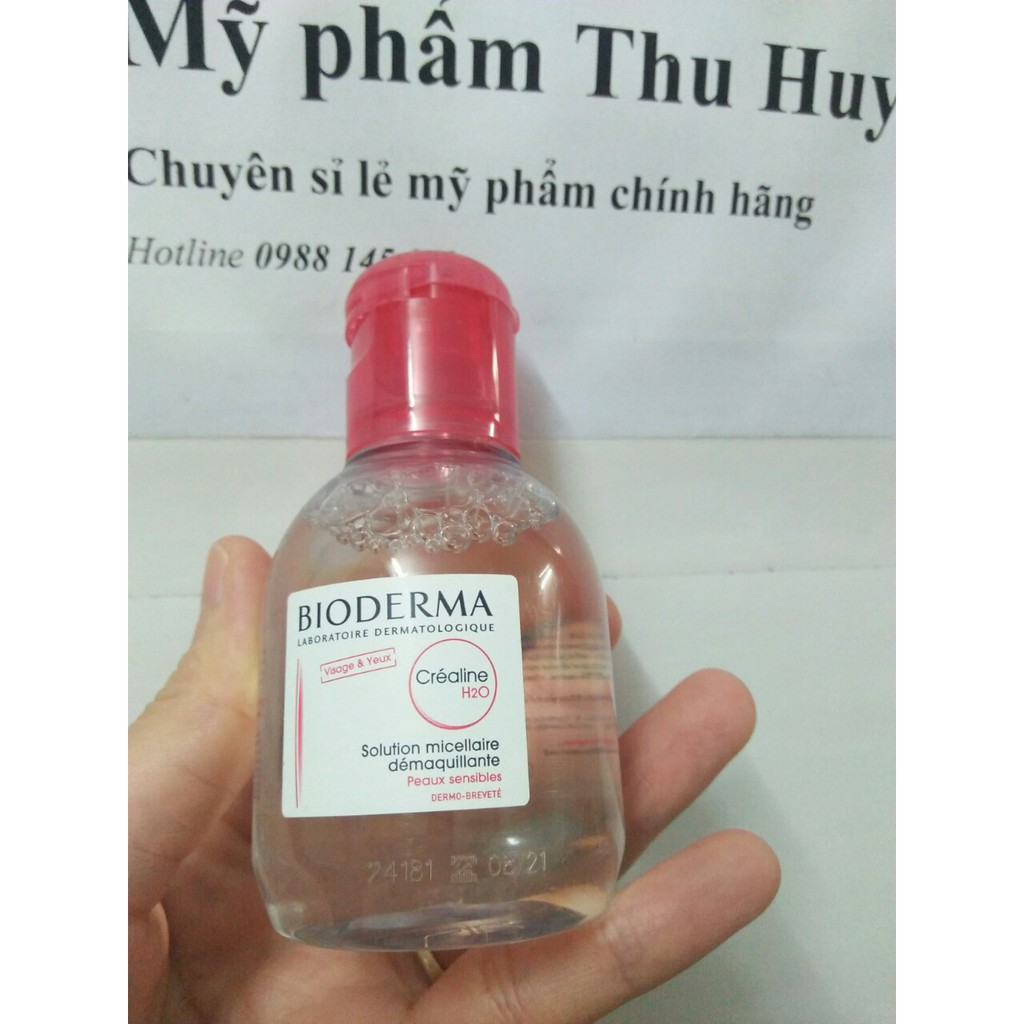 Mỹ phẩm Thu Huy
Chuyên sỉ lẻ mỹ phẩm chính hãng
Hotline 0988 145
BIODERMA
LABORATOIRE DERMATOLOGIQUE
Visage & Yeux
Créaline
H2O
Solution micellaire
démaquillante
Peaux sensibles
DERMO-BREVETÉ
24181 08/21